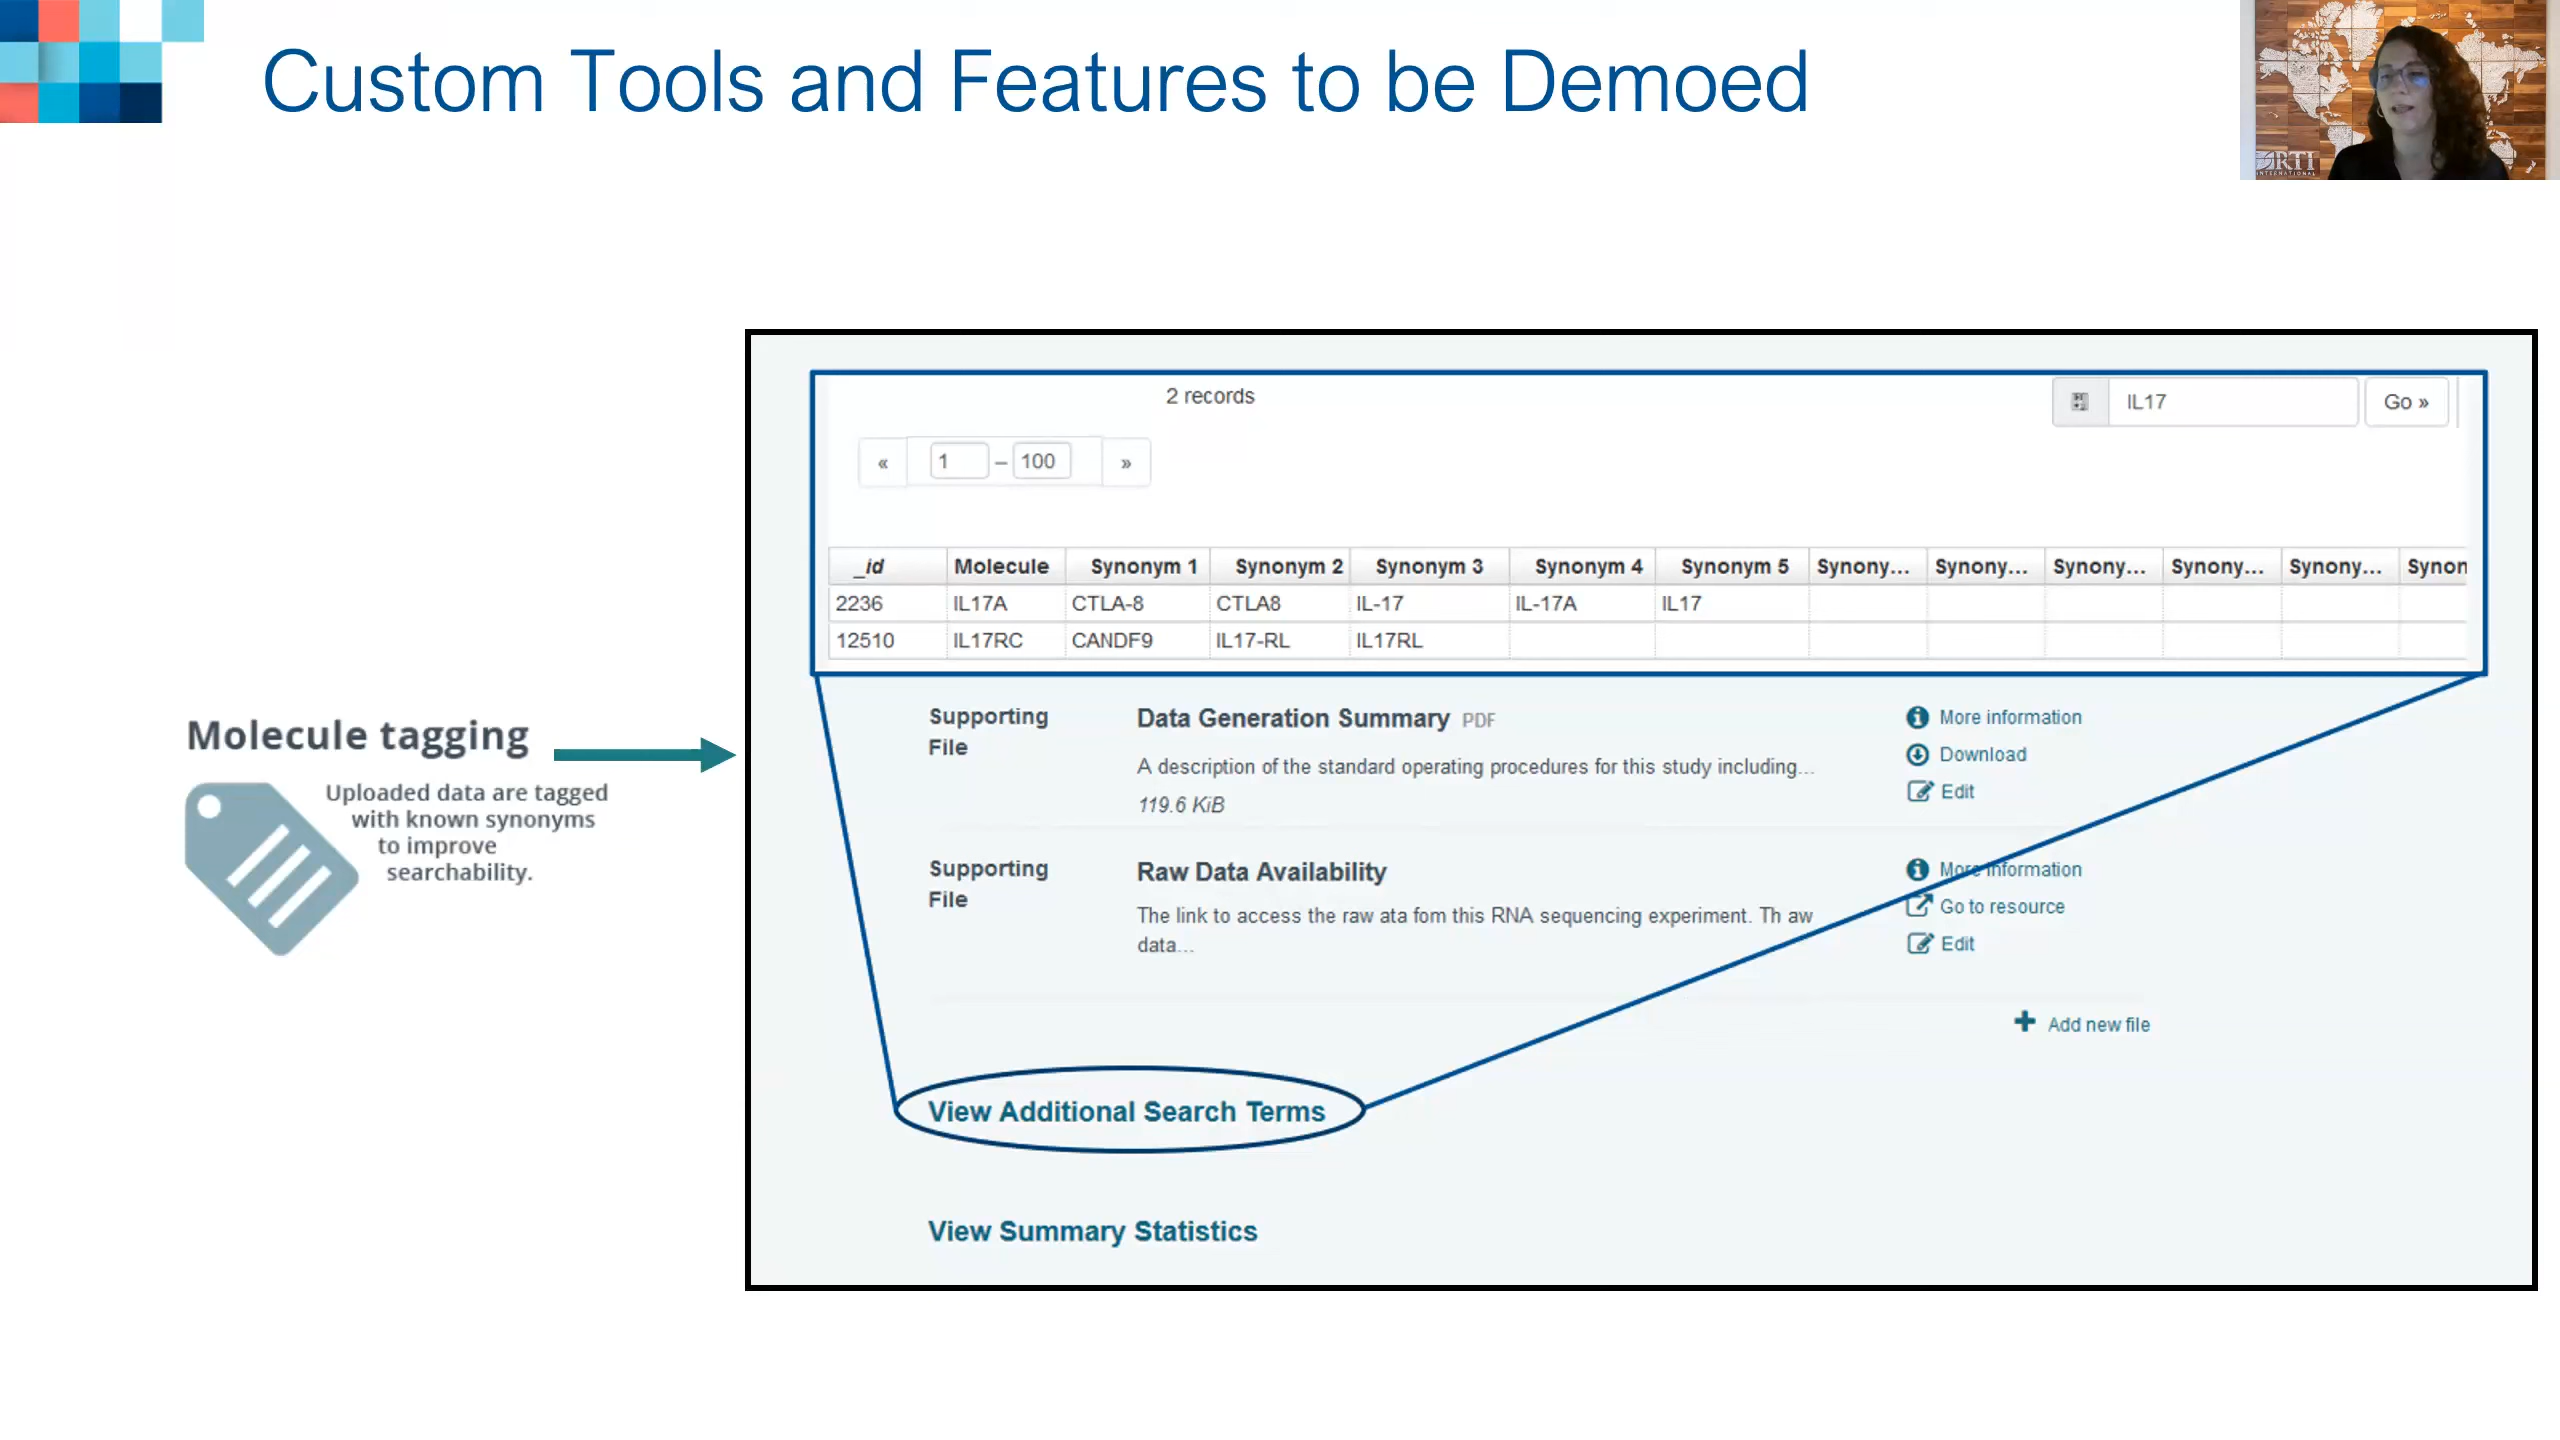 Custom Tools and Features to be Demoed
RTI
INTERNATIONAL
2 records
IL17
Go »
«
1
–
100
»
_id Molecule Synonym 1 Synonym 2 Synonym 3 Synonym 4 Synonym 5 Synony... Synony... Synony... Synony... Synony... Synon
2236 IL17A CTLA-8 CTLA8 IL-17 IL-17A IL17
12510 IL17RC CANDF9 IL17-RL IL17RL
Molecule tagging
Uploaded data are tagged
with known synonyms
to improve
searchability.
Supporting
File
Data Generation Summary PDF
A description of the standard operating procedures for this study including...
119.6 KiB
More information
Download
Edit
Supporting
File
Raw Data Availability
The link to access the raw ata fom this RNA sequencing experiment. Th aw
data...
More information
Go to resource
Edit
Add new file
View Additional Search Terms
View Summary Statistics